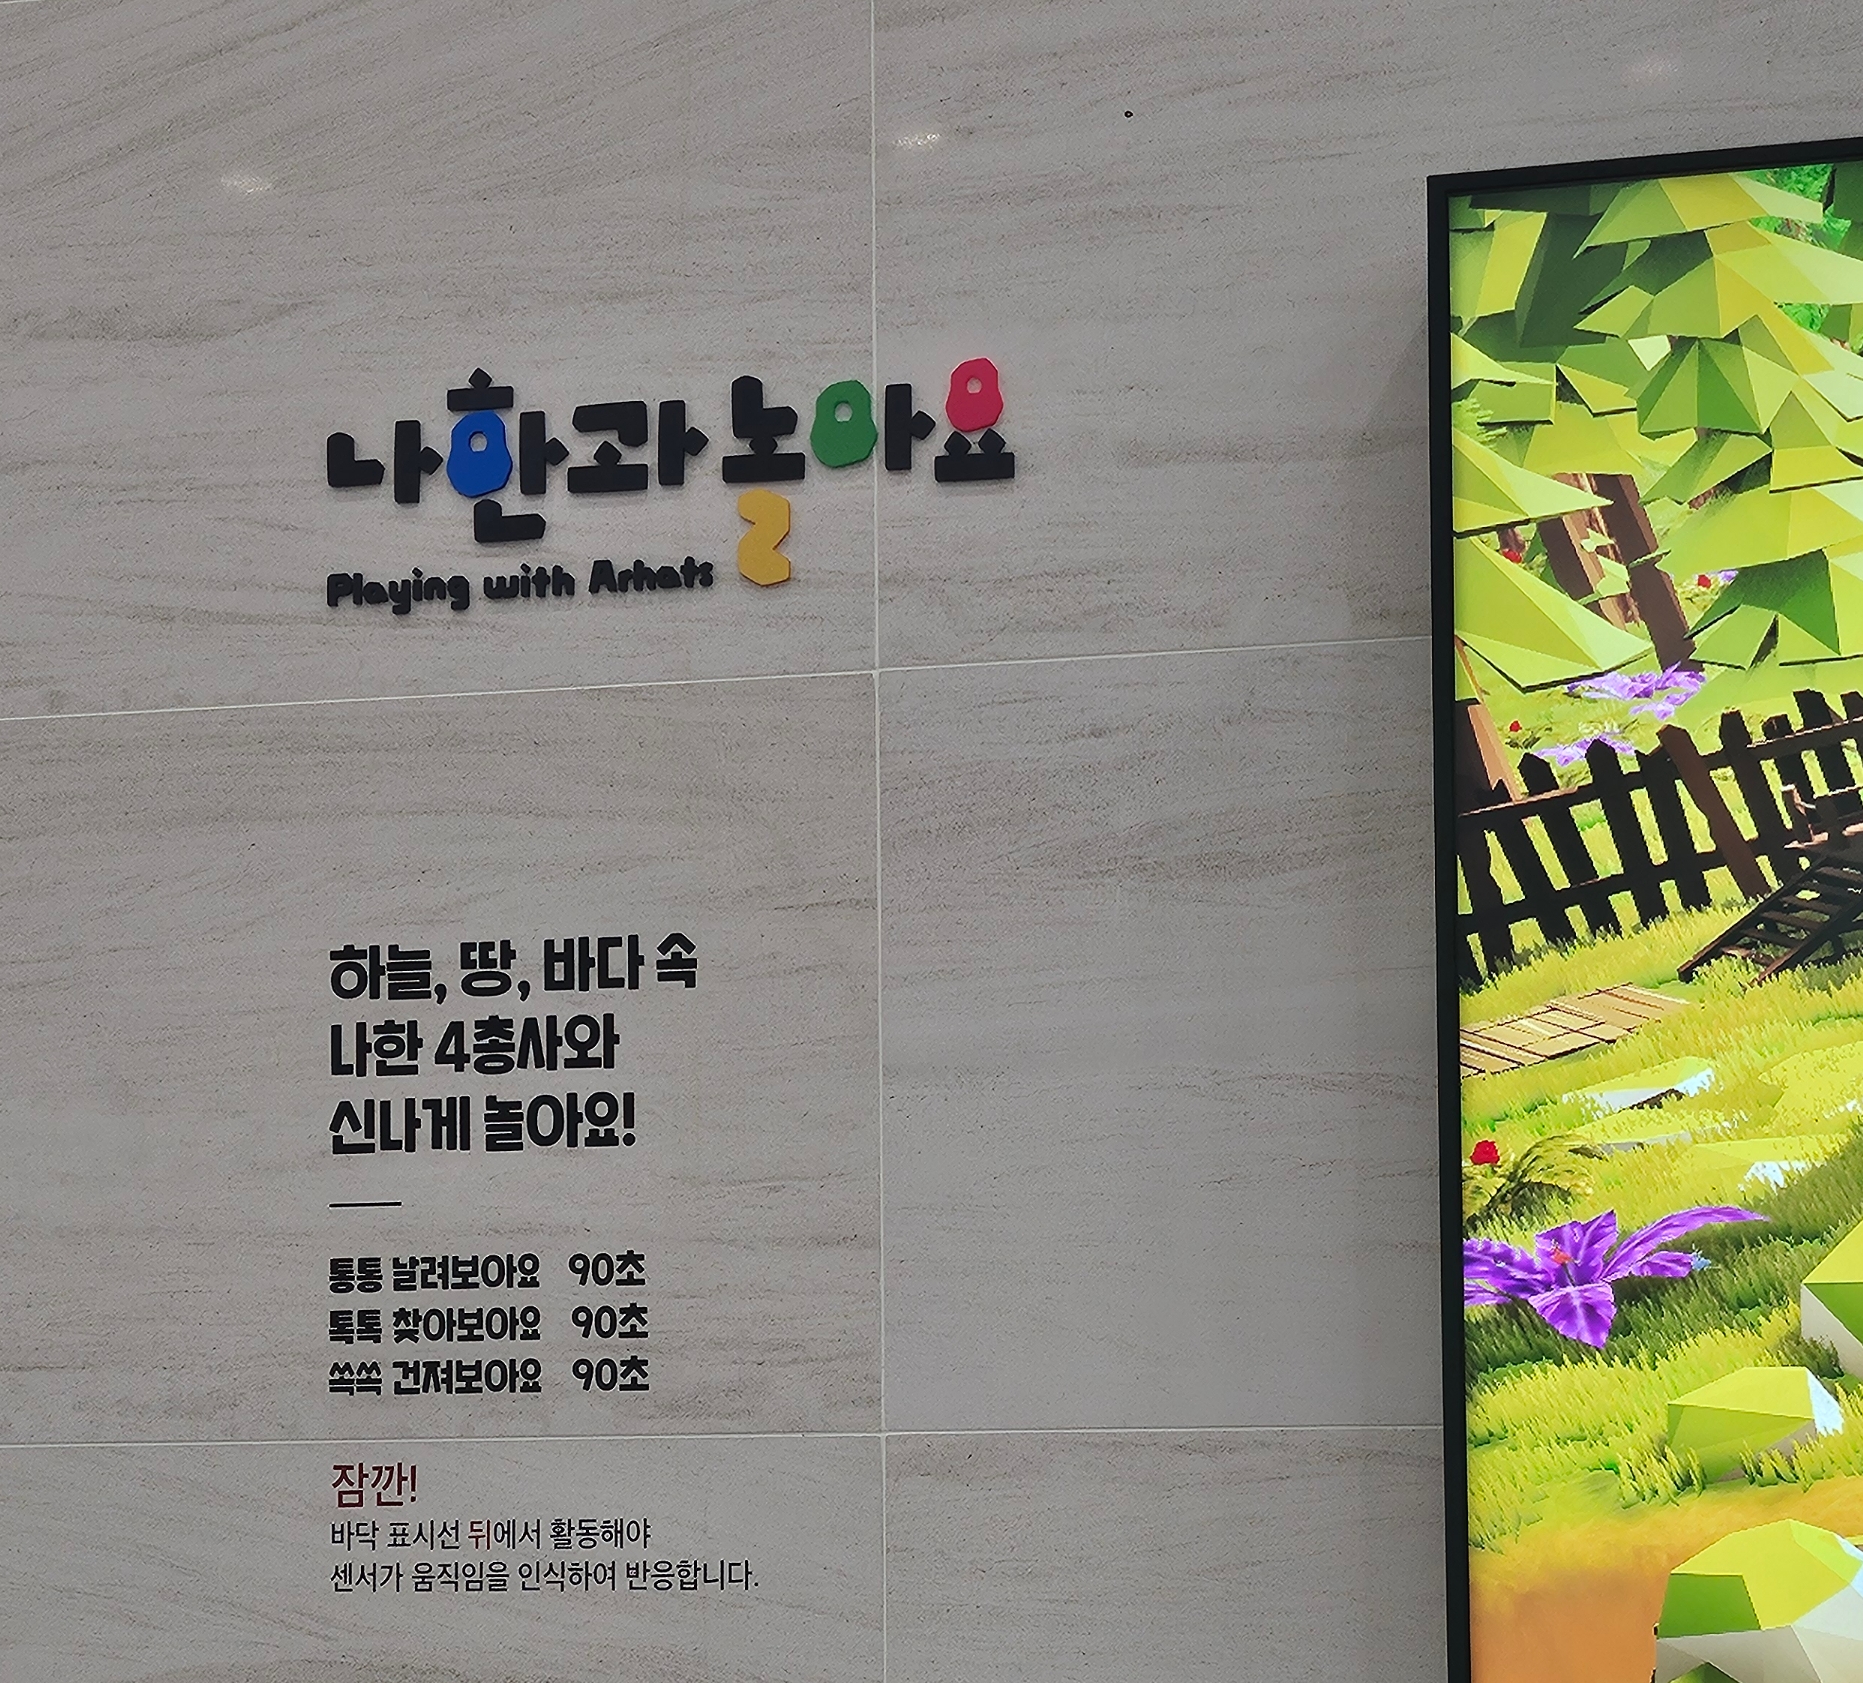 나한과 놀아요
Playing with Arhats
하늘, 땅, 바다 속
나한 4총사와
신나게 놀아요!
통통 날려보아요 90초
톡톡 찾아보아요 90초
쏙쏙 건져보아요 90초
잠깐!
바닥 표시선 뒤에서 활동해야
센서가 움직임을 인식하여 반응합니다.